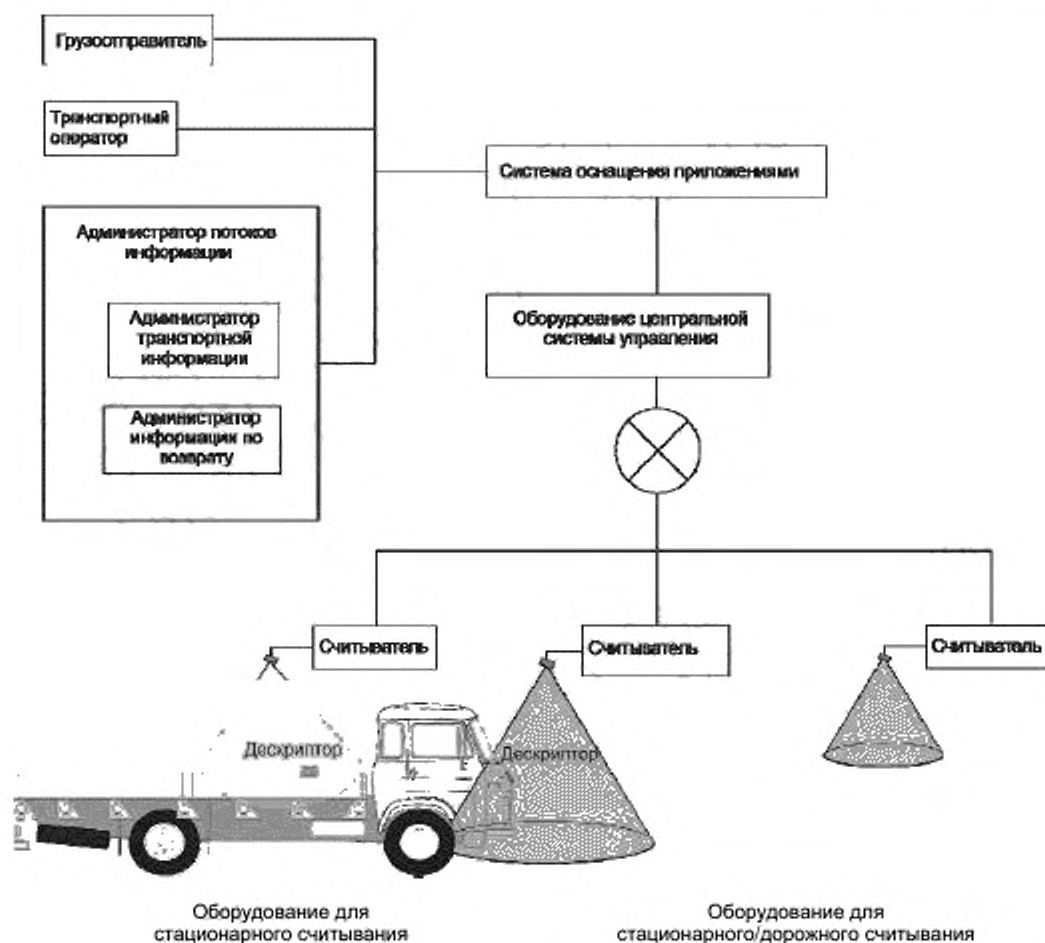 Грузоотправитель
Транспортный
оператор
Система оснащения приложениями
Администратор потоков
информации
Администратор
транспортной
информации
Администратор
информации по
возврату
Оборудование центральной
системы управления
Считыватель
Считыватель
Считыватель
Дескриптор
Дескриптор
Оборудование для
стационарного считывания
Оборудование для
стационарного/дорожного считывания